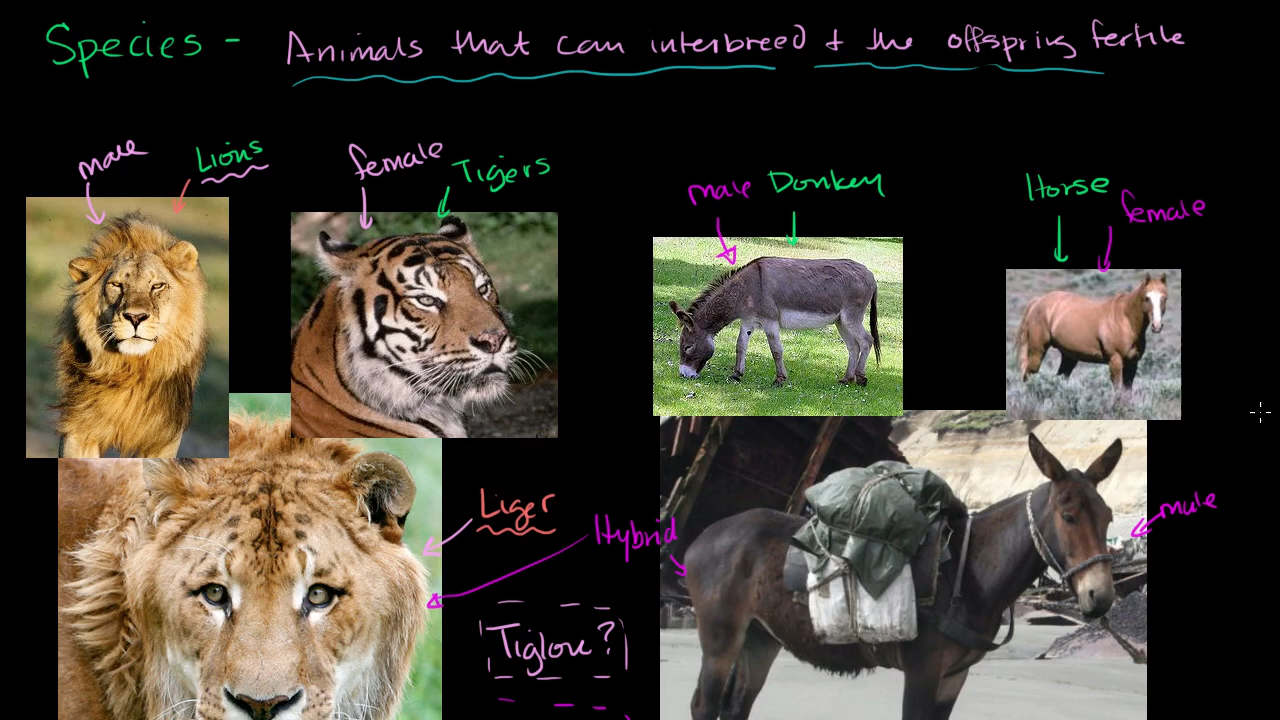 Species - Animals that can interbreed & the offspring fertile
male
Lions
female
Tigers
male Donkey
Horse
female
Liger
Hybrid
male
Tiglon?